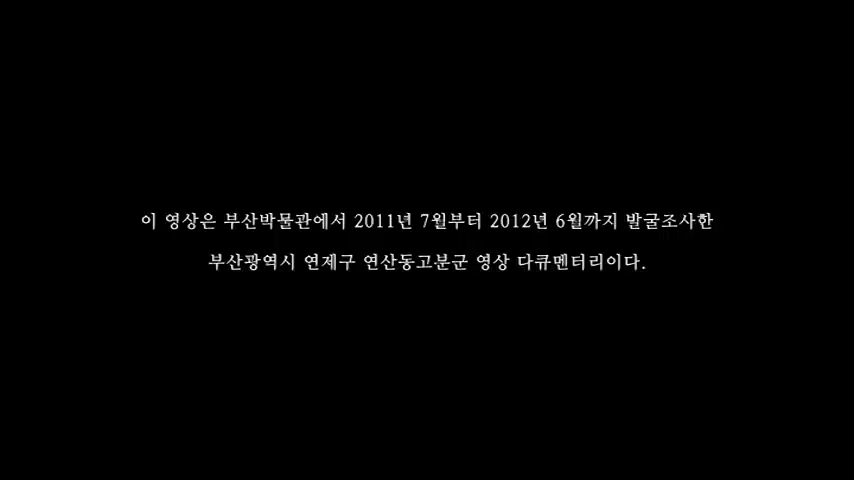 이 영상은 부산박물관에서 2011년 7월부터 2012년 6월까지 발굴조사한
부산광역시 연제구 연산동고분군 영상 다큐멘터리이다.